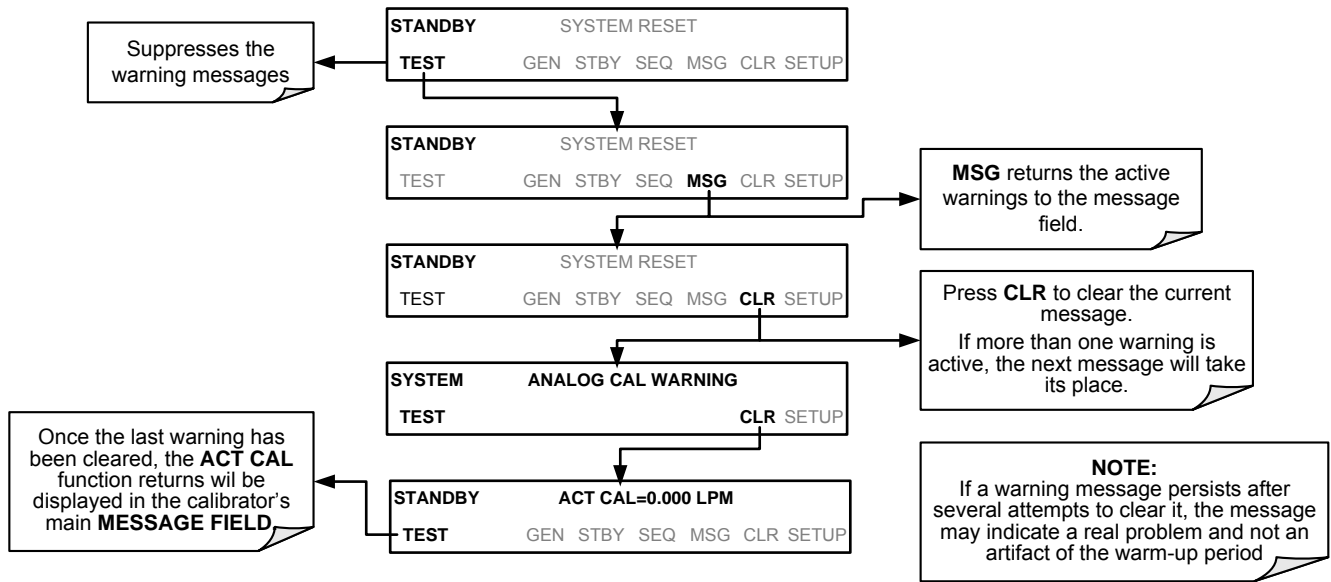 Suppresses the
warning messages
STANDBY SYSTEM RESET
TEST GEN STBY SEQ MSG CLR SETUP
STANDBY SYSTEM RESET
TEST GEN STBY SEQ MSG CLR SETUP
MSG returns the active
warnings to the message
field.
STANDBY SYSTEM RESET
TEST GEN STBY SEQ MSG CLR SETUP
Press CLR to clear the current
message.
If more than one warning is
active, the next message will take
its place.
SYSTEM ANALOG CAL WARNING
TEST CLR SETUP
Once the last warning has
been cleared, the ACT CAL
function returns wil be
displayed in the calibrator's
main MESSAGE FIELD
STANDBY ACT CAL=0.000 LPM
TEST GEN STBY SEQ MSG CLR SETUP
NOTE:
If a warning message persists after
several attempts to clear it, the message
may indicate a real problem and not an
artifact of the warm-up period